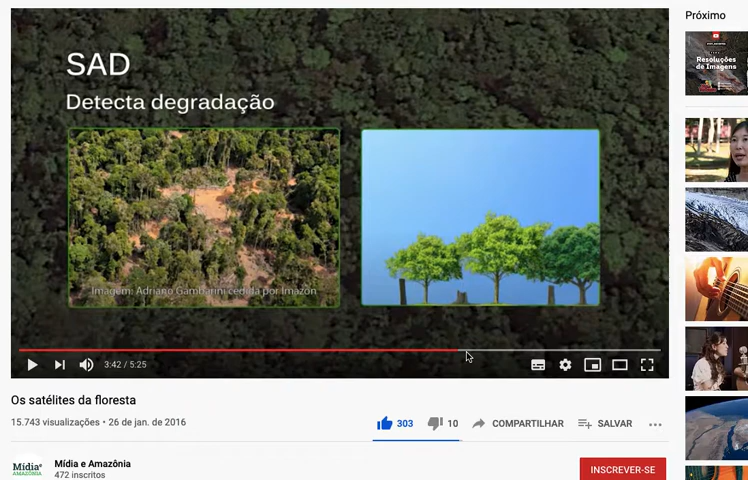 SAD
Detecta degradação
Imagem: Adriano Gambarini cedida por Imazon
3:42 / 5:25
Os satélites da floresta
15.743 visualizações • 26 de jan. de 2016
303
10
COMPARTILHAR
SALVAR
Mídia e Amazônia
472 inscritos
INSCREVER-SE
Mídia e
AMAZÔNIA
Próximo
Resoluções
de Imagens